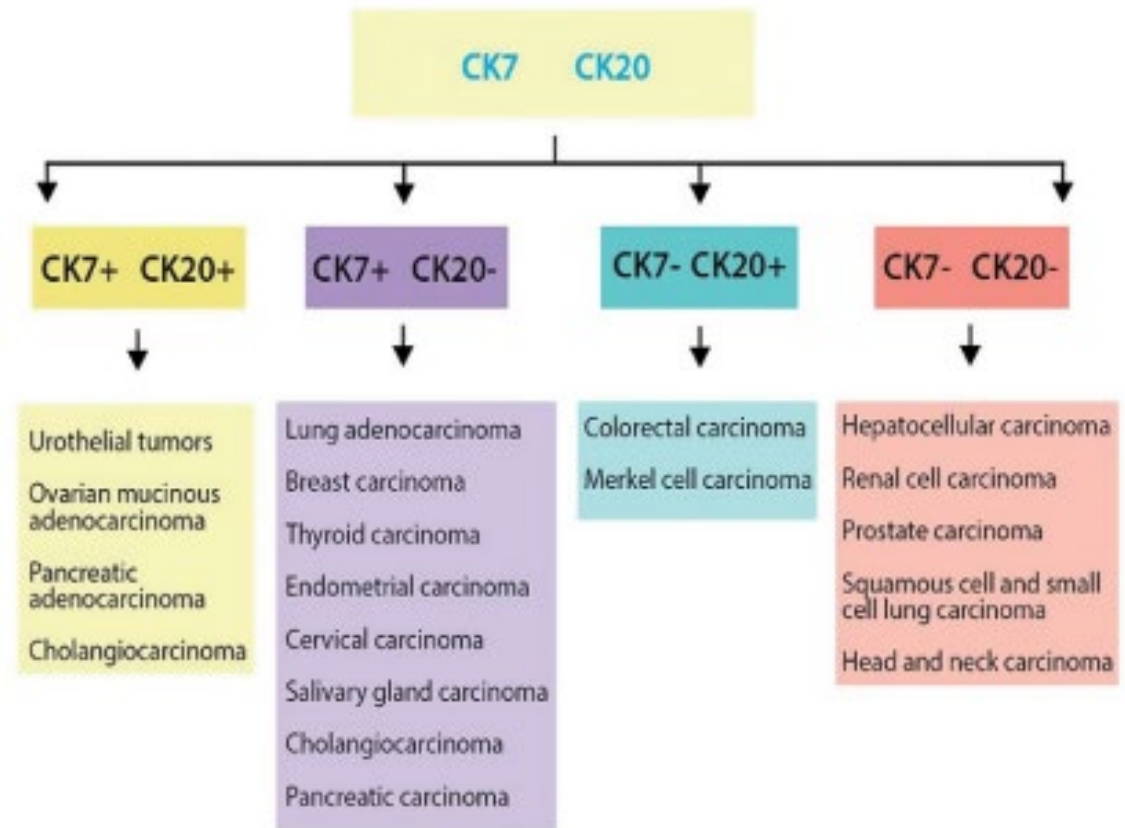 CK7 CK20
CK7+ CK20+
CK7+ CK20-
CK7- CK20+
CK7- CK20-
Urothelial tumors
Ovarian mucinous
adenocarcinoma
Pancreatic
adenocarcinoma
Cholangiocarcinoma
Lung adenocarcinoma
Breast carcinoma
Thyroid carcinoma
Endometrial carcinoma
Cervical carcinoma
Salivary gland carcinoma
Cholangiocarcinoma
Pancreatic carcinoma
Colorectal carcinoma
Merkel cell carcinoma
Hepatocellular carcinoma
Renal cell carcinoma
Prostate carcinoma
Squamous cell and small
cell lung carcinoma
Head and neck carcinoma